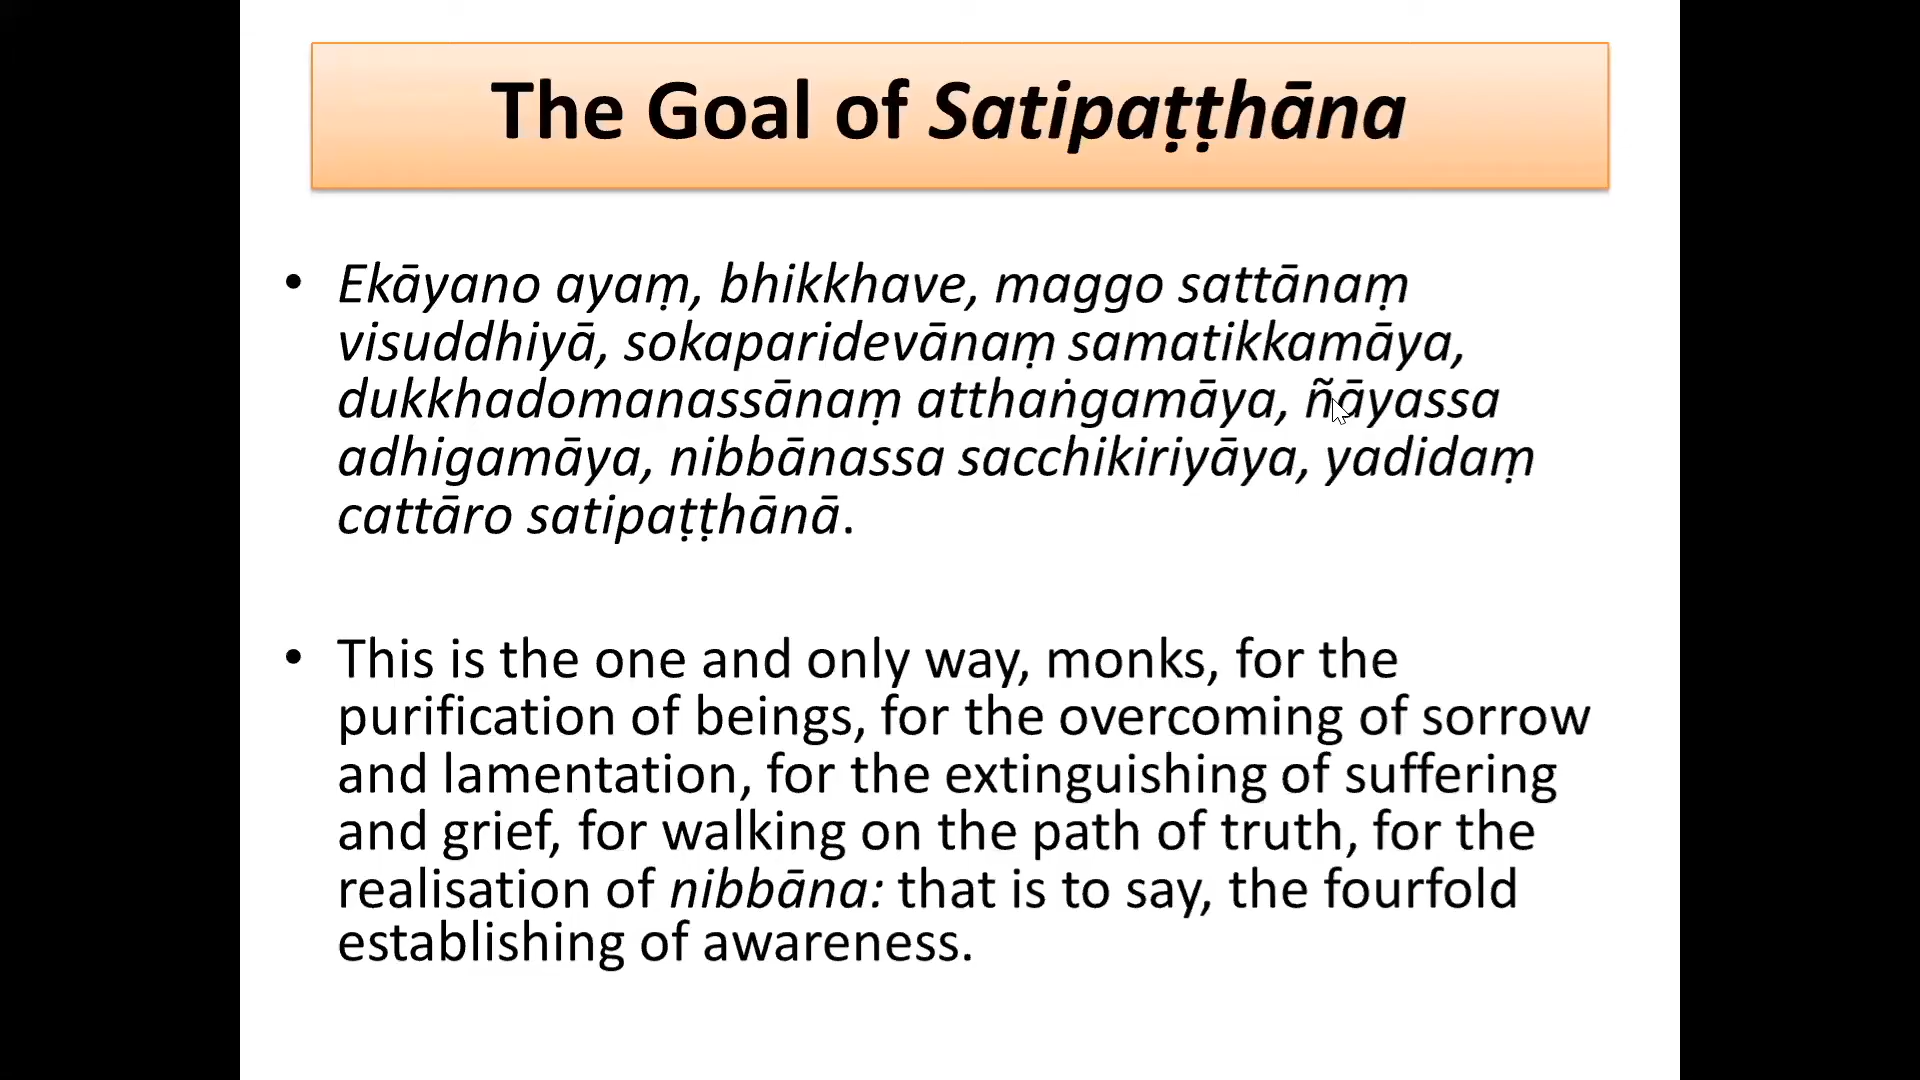 The Goal of Satipaṭṭhāna
• Ekāyano ayaṃ, bhikkhave, maggo sattānaṃ
visuddhiyā, sokaparidevānaṃ samatikkamāya,
dukkhadomanassānaṃ atthaṅgamāya, ñāyassa
adhigamāya, nibbānassa sacchikiriyāya, yadidaṃ
cattāro satipaṭṭhānā.
• This is the one and only way, monks, for the
purification of beings, for the overcoming of sorrow
and lamentation, for the extinguishing of suffering
and grief, for walking on the path of truth, for the
realisation of nibbāna: that is to say, the fourfold
establishing of awareness.